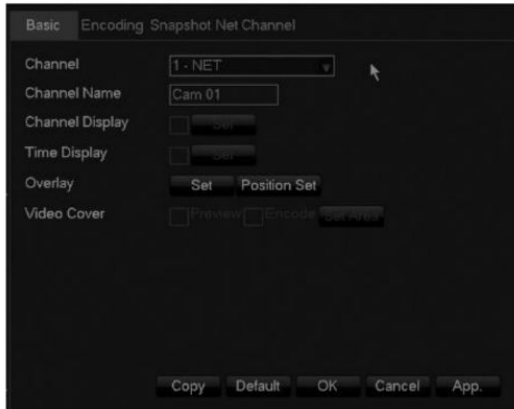 Basic Encoding Snapshot Net Channel
Channel 1 - NET
Channel Name Cam 01
Channel Display Set
Time Display Set
Overlay Set Position Set
Video Cover Preview Encode Set Area
Copy Default OK Cancel App.